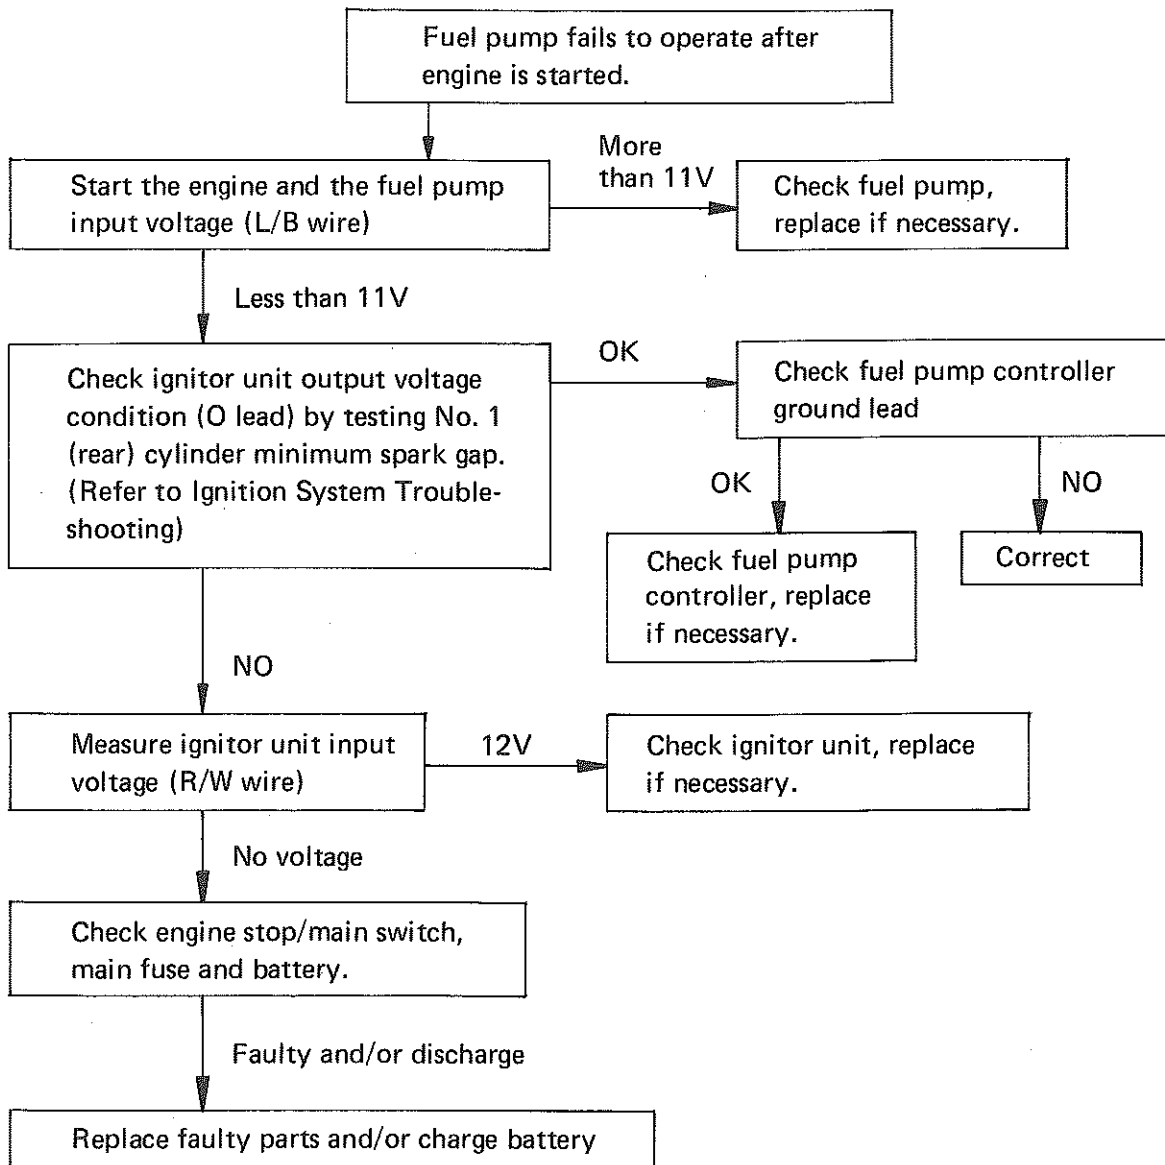 Fuel pump fails to operate after
engine is started.
Start the engine and the fuel pump
input voltage (L/B wire)
More
than 11V
Check fuel pump,
replace if necessary.
Less than 11V
Check ignitor unit output voltage
condition (O lead) by testing No. 1
(rear) cylinder minimum spark gap.
(Refer to Ignition System Trouble-
shooting)
OK
Check fuel pump controller
ground lead
OK
NO
Check fuel pump
controller, replace
if necessary.
Correct
NO
Measure ignitor unit input
voltage (R/W wire)
12V
Check ignitor unit, replace
if necessary.
No voltage
Check engine stop/main switch,
main fuse and battery.
Faulty and/or discharge
Replace faulty parts and/or charge battery